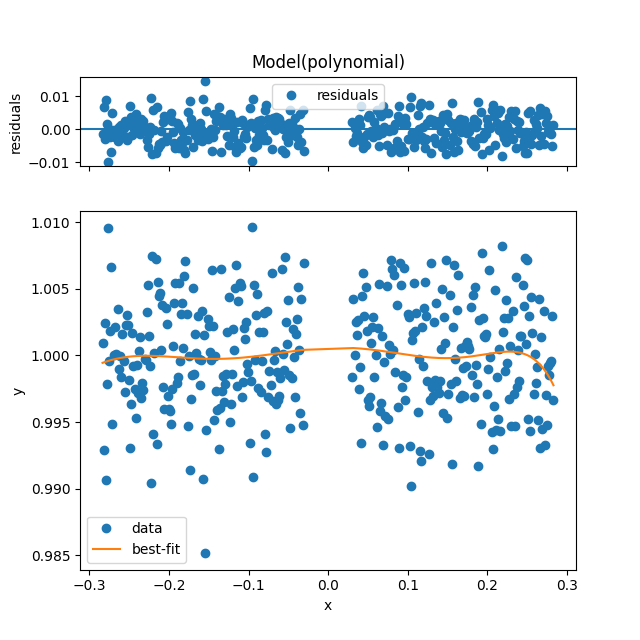 Model(polynomial)
residuals
0.01
0.00
−0.01
residuals
1.010
1.005
1.000
0.995
0.990
0.985
y
data
best-fit
−0.3
−0.2
−0.1
0.0
0.1
0.2
0.3
x